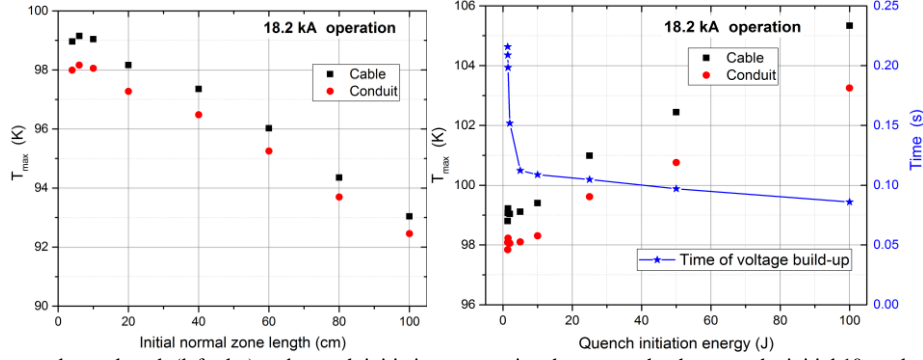 18.2 kA operation
Cable
Conduit
T_max (K)
100
98
96
94
92
90
0 20 40 60 80 100
Initial normal zone length (cm)
18.2 kA operation
Cable
Conduit
T_max (K)
106
104
102
100
98
96
0.25
0.20
0.15
0.10
0.05
0.00
Time (s)
Time of voltage build-up
0 20 40 60 80 100
Quench initiation energy (J)